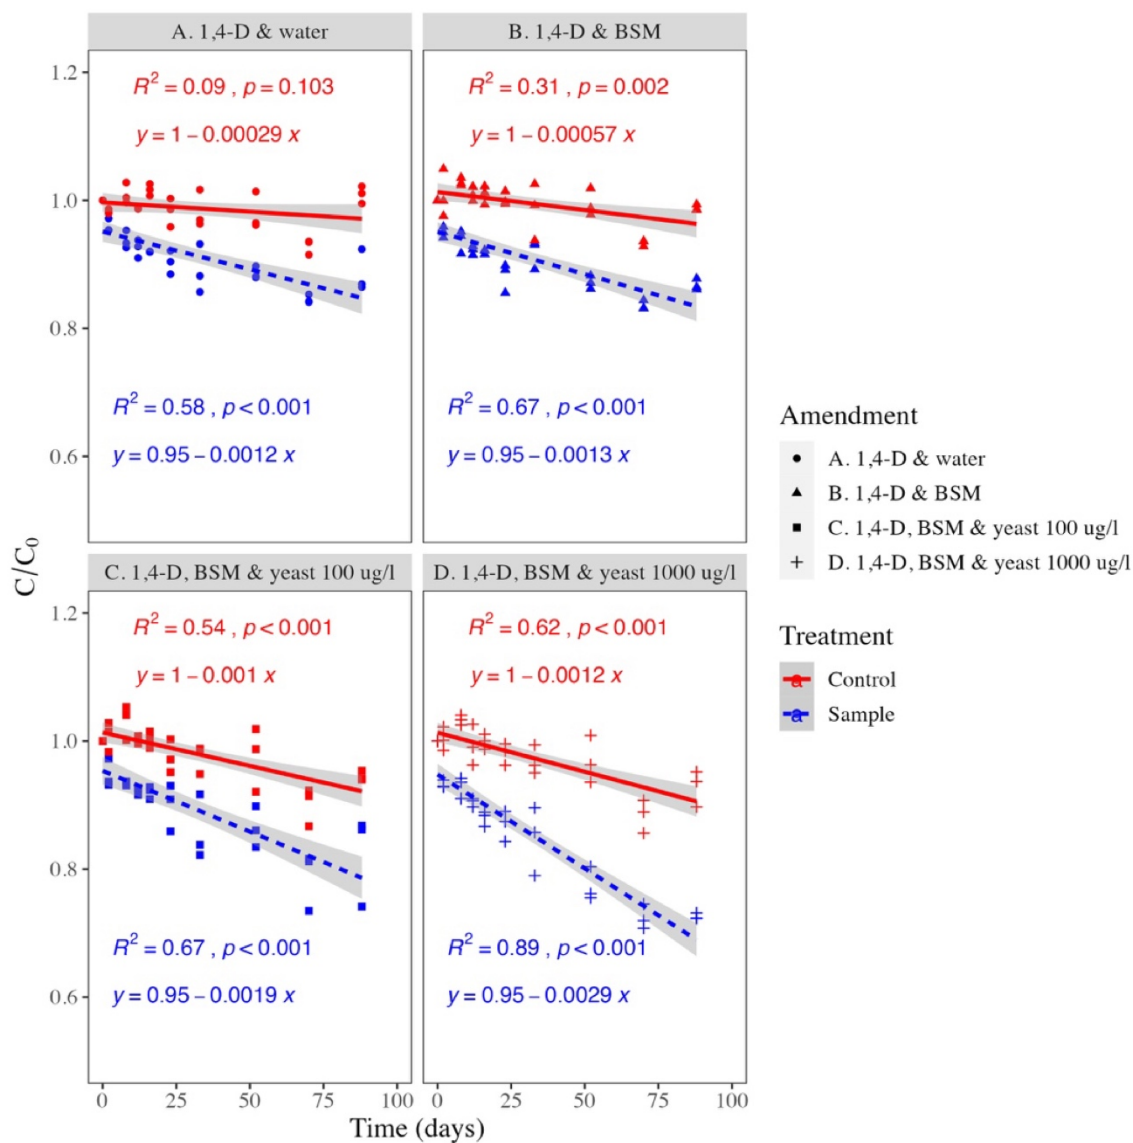 A. 1,4-D & water
B. 1,4-D & BSM
1.2
R² = 0.09 , p = 0.103
R² = 0.31 , p = 0.002
y = 1 − 0.00029 x
y = 1 − 0.00057 x
1.0
0.8
R² = 0.58 , p < 0.001
R² = 0.67 , p < 0.001
y = 0.95 − 0.0012 x
y = 0.95 − 0.0013 x
0.6
C/C₀
C. 1,4-D, BSM & yeast 100 ug/l
D. 1,4-D, BSM & yeast 1000 ug/l
1.2
R² = 0.54 , p < 0.001
R² = 0.62 , p < 0.001
y = 1 − 0.001 x
y = 1 − 0.0012 x
1.0
0.8
R² = 0.67 , p < 0.001
R² = 0.89 , p < 0.001
y = 0.95 − 0.0019 x
y = 0.95 − 0.0029 x
0.6
0 25 50 75 100
0 25 50 75 100
Time (days)
Amendment
A. 1,4-D & water
B. 1,4-D & BSM
C. 1,4-D, BSM & yeast 100 ug/l
D. 1,4-D, BSM & yeast 1000 ug/l
Treatment
a Control
a Sample